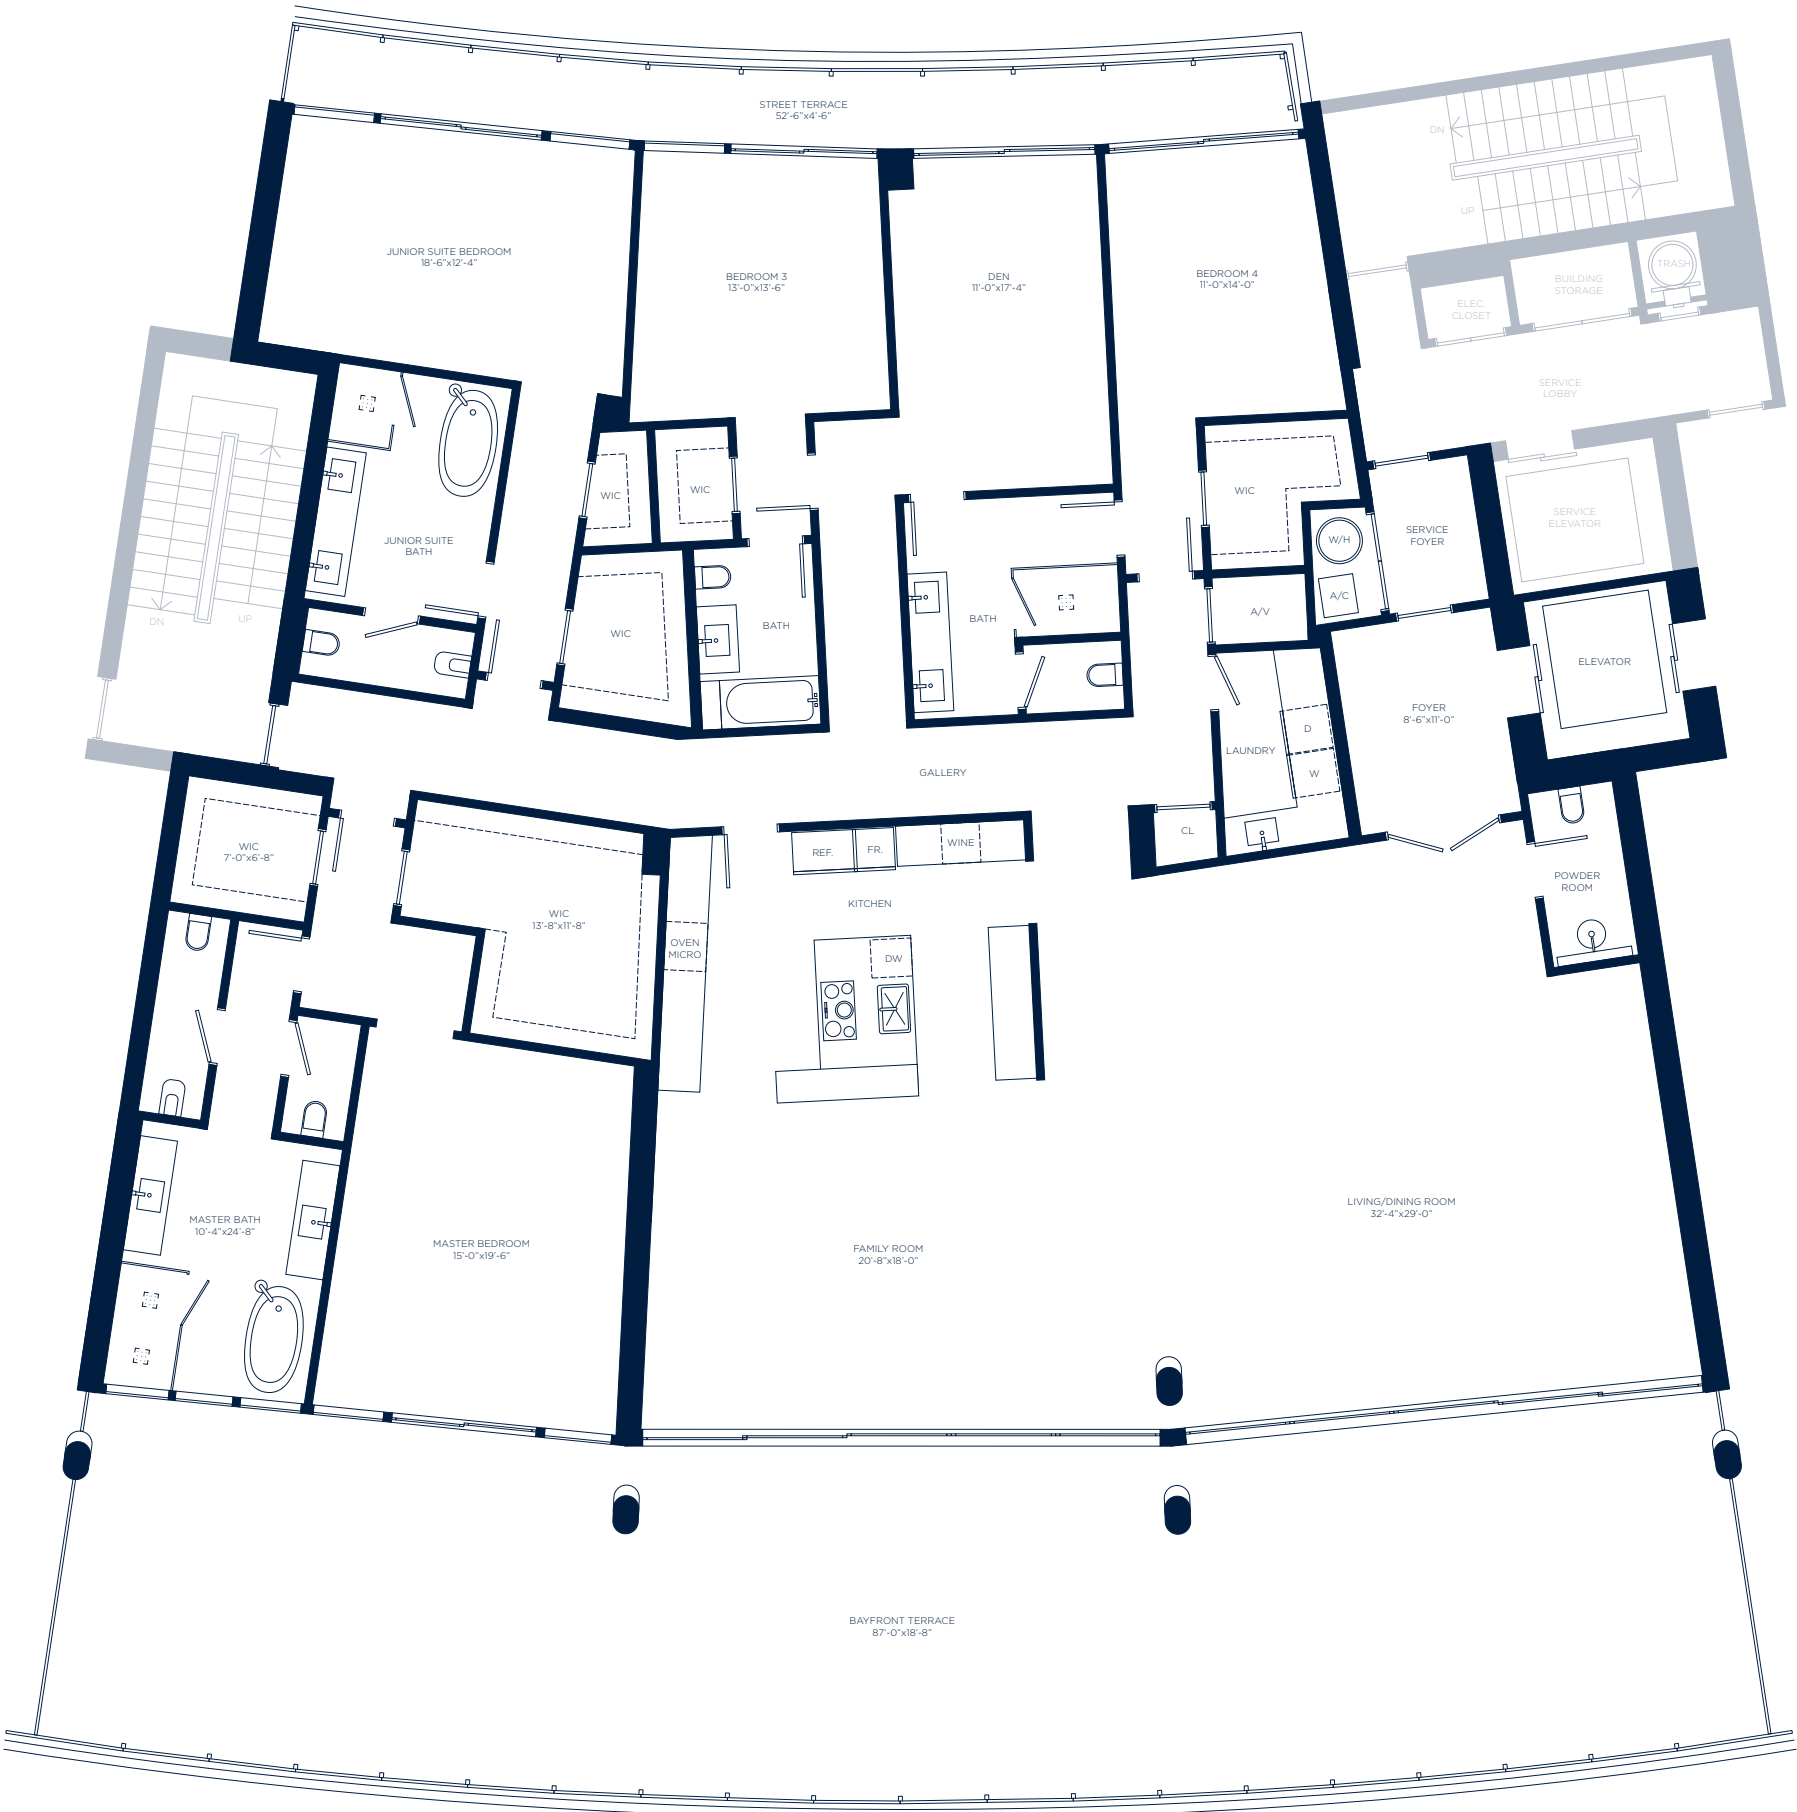 STREET TERRACE
52'-6"x4'-6"
DN
UP
JUNIOR SUITE BEDROOM
18'-6"x12'-4"
BEDROOM 3
13'-0"x13'-6"
DEN
11'-0"x17'-4"
BEDROOM 4
11'-0"x14'-0"
TRASH
BUILDING
STORAGE
ELEC.
CLOSET
SERVICE
LOBBY
WIC
WIC
WIC
SERVICE
ELEVATOR
SERVICE
FOYER
W/H
JUNIOR SUITE
BATH
A/C
A/V
DN
UP
WIC
BATH
BATH
ELEVATOR
FOYER
8'-6"x11'-0"
D
LAUNDRY
W
GALLERY
CL
WIC
7'-0"x6'-8"
REF.
FR.
WINE
POWDER
ROOM
KITCHEN
WIC
13'-8"x11'-8"
OVEN
MICRO
DW
LIVING/DINING ROOM
32'-4"x29'-0"
MASTER BATH
10'-4"x24'-8"
MASTER BEDROOM
15'-0"x19'-6"
FAMILY ROOM
20'-8"x18'-0"
BAYFRONT TERRACE
87'-0"x18'-8"